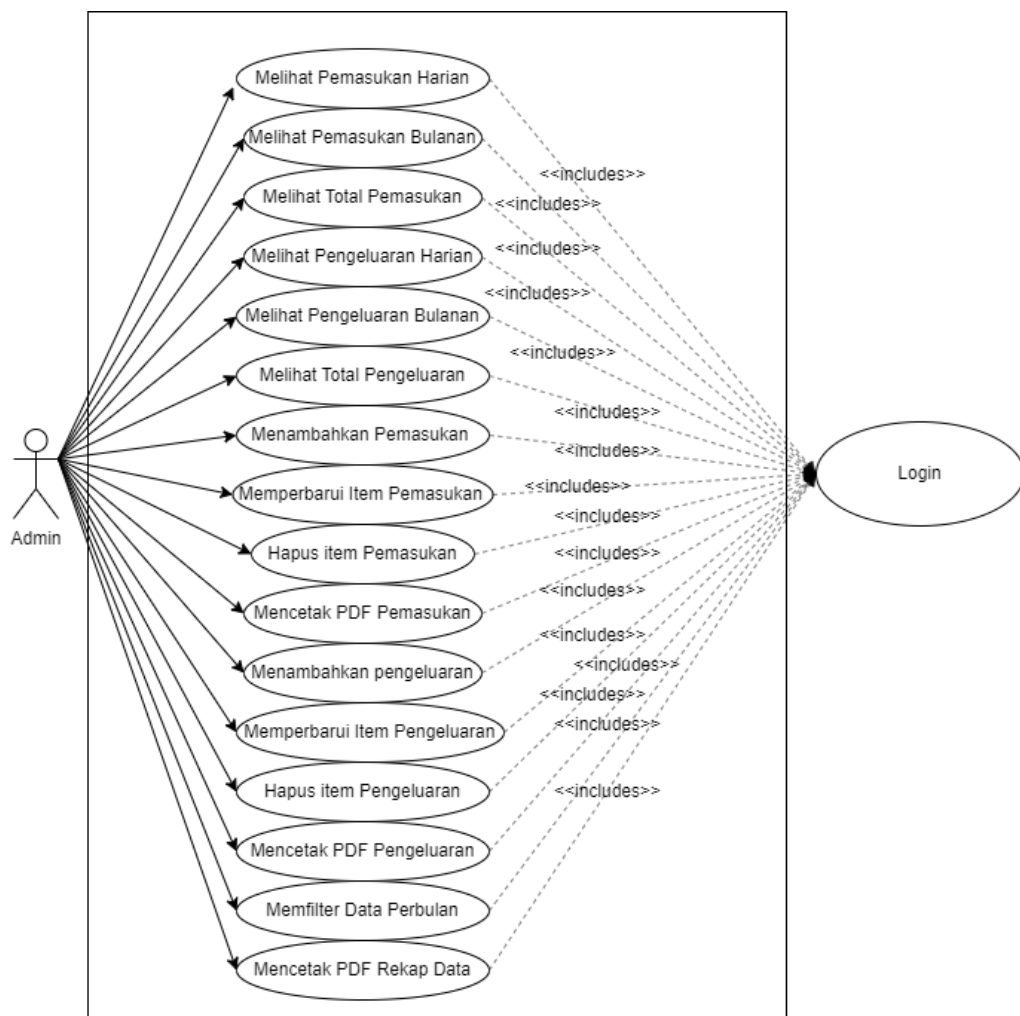 Melihat Pemasukan Harian
Melihat Pemasukan Bulanan
<<includes>>
Melihat Total Pemasukan
<<includes>>
Melihat Pengeluaran Harian
<<includes>>
<<includes>>
Melihat Pengeluaran Bulanan
<<includes>>
Melihat Total Pengeluaran
<<includes>>
Menambahkan Pemasukan
<<includes>>
Login
Memperbarui Item Pemasukan
<<includes>>
<<includes>>
Admin
Hapus item Pemasukan
<<includes>>
<<includes>>
Mencetak PDF Pemasukan
<<includes>>
Menambahkan pengeluaran
<<includes>>
<<includes>>
Memperbarui Item Pengeluaran
<<includes>>
Hapus item Pengeluaran
<<includes>>
Mencetak PDF Pengeluaran
Memfilter Data Perbulan
Mencetak PDF Rekap Data